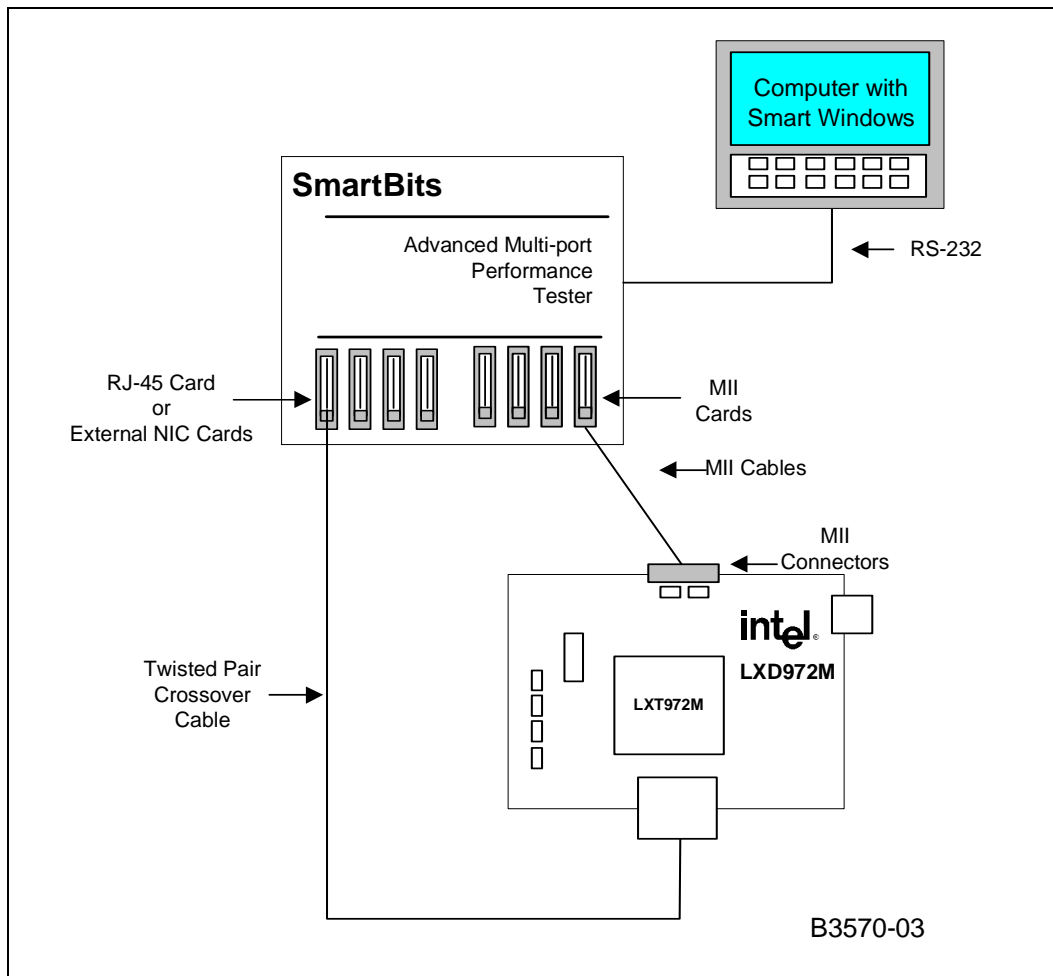 Computer with
Smart Windows
SmartBits
Advanced Multi-port
Performance
Tester
RS-232
RJ-45 Card
or
External NIC Cards
MII
Cards
MII Cables
MII
Connectors
intel®
LXD972M
LXT972M
Twisted Pair
Crossover
Cable
B3570-03